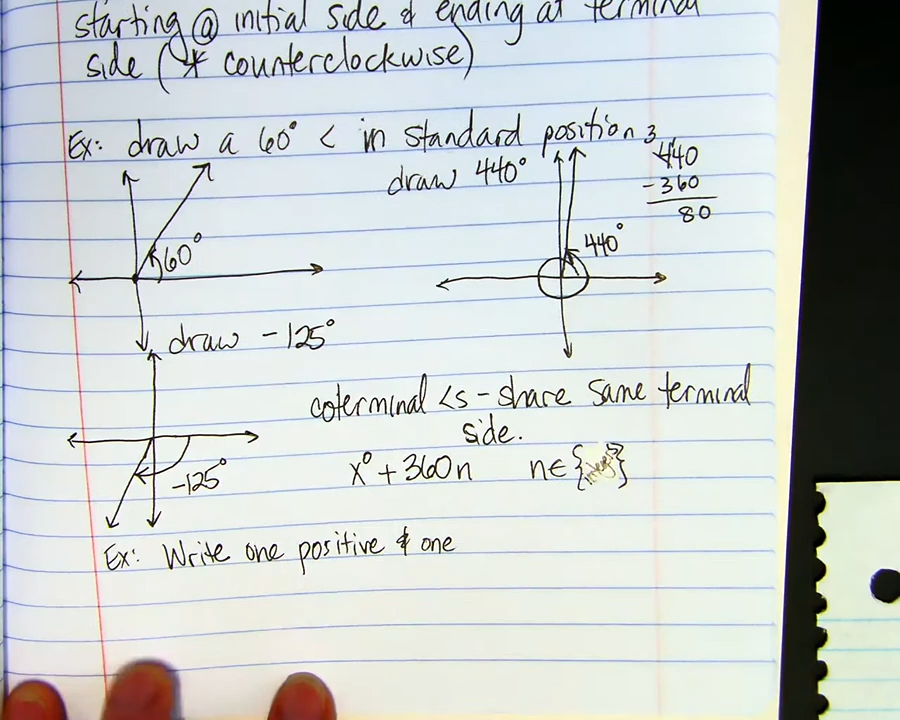 starting @ initial side & ending at terminal
side (* counterclockwise)
Ex: draw a 60° < in standard position
60°
draw 440°
3
440
-360
80
440°
draw -125°
-125°
coterminal <s - share same terminal
side.
x° + 360n n∈{ }
Ex: Write one positive & one